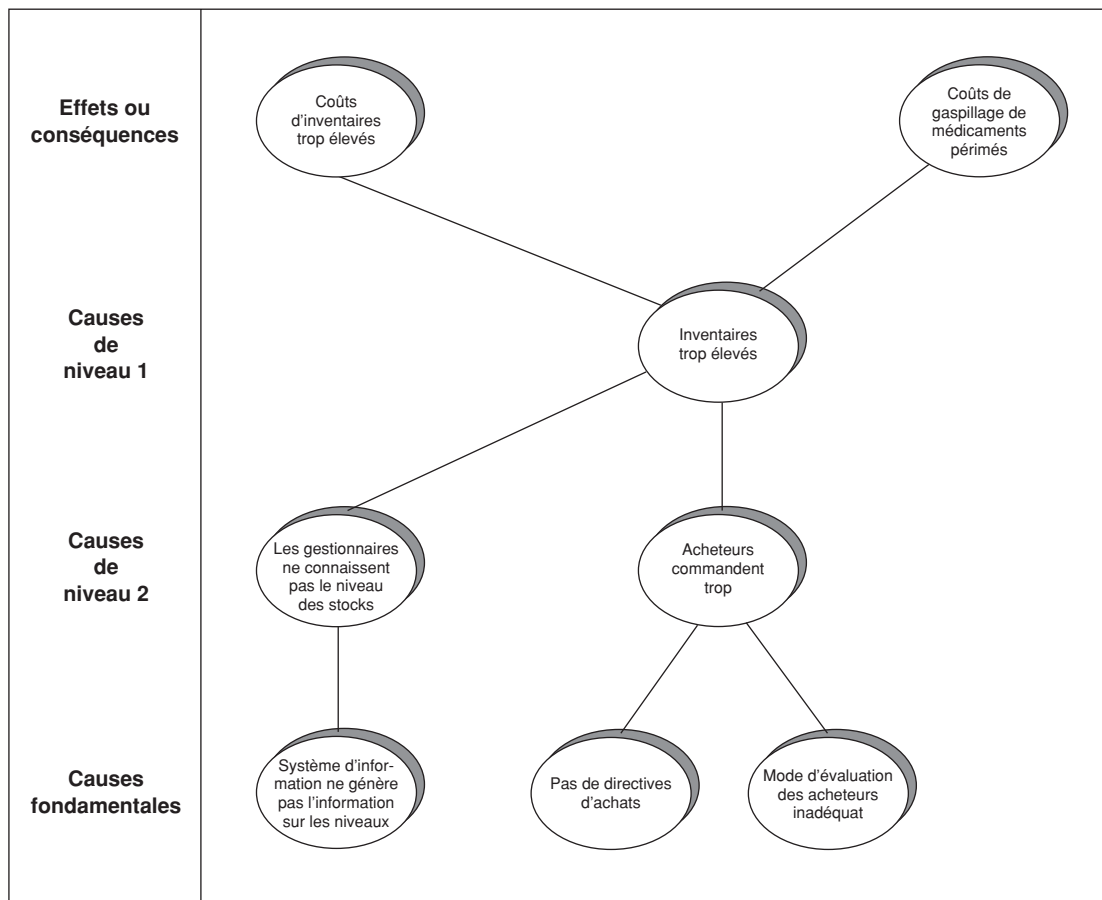 Effets ou
conséquences
Coûts
d'inventaires
trop élevés
Coûts de
gaspillage de
médicaments
périmés
Causes
de
niveau 1
Inventaires
trop élevés
Causes
de
niveau 2
Les gestionnaires
ne connaissent
pas le niveau
des stocks
Acheteurs
commandent
trop
Causes
fondamentales
Système d'infor-
mation ne génère
pas l'information
sur les niveaux
Pas de directives
d'achats
Mode d'évaluation
des acheteurs
inadéquat